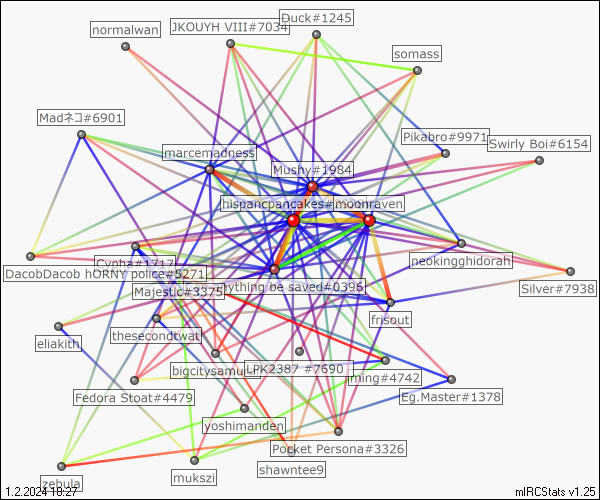 Duck#1245
normalwan
JKOUYH VIII#7034
somass
Madネコ#6901
Pikabro#9971
Swirly Boi#6154
marcemadness
Mushy#1984
hispancpancakes#
moonraven
Cypha#1717
neokingghidorah
DacobDacob hORNY police#5271
Silver#7938
Majestic#3375
nything be saved#0396
frisout
eliakith
thesecondtwat
bigcitysamu
LPK2387 #7690
ming#4742
Fedora Stoat#4479
Eg.Master#1378
yoshimanden
Pocket Persona#3326
shawntee9
mukszi
zebula
1.2.2024 18:27
mIRCStats v1.25